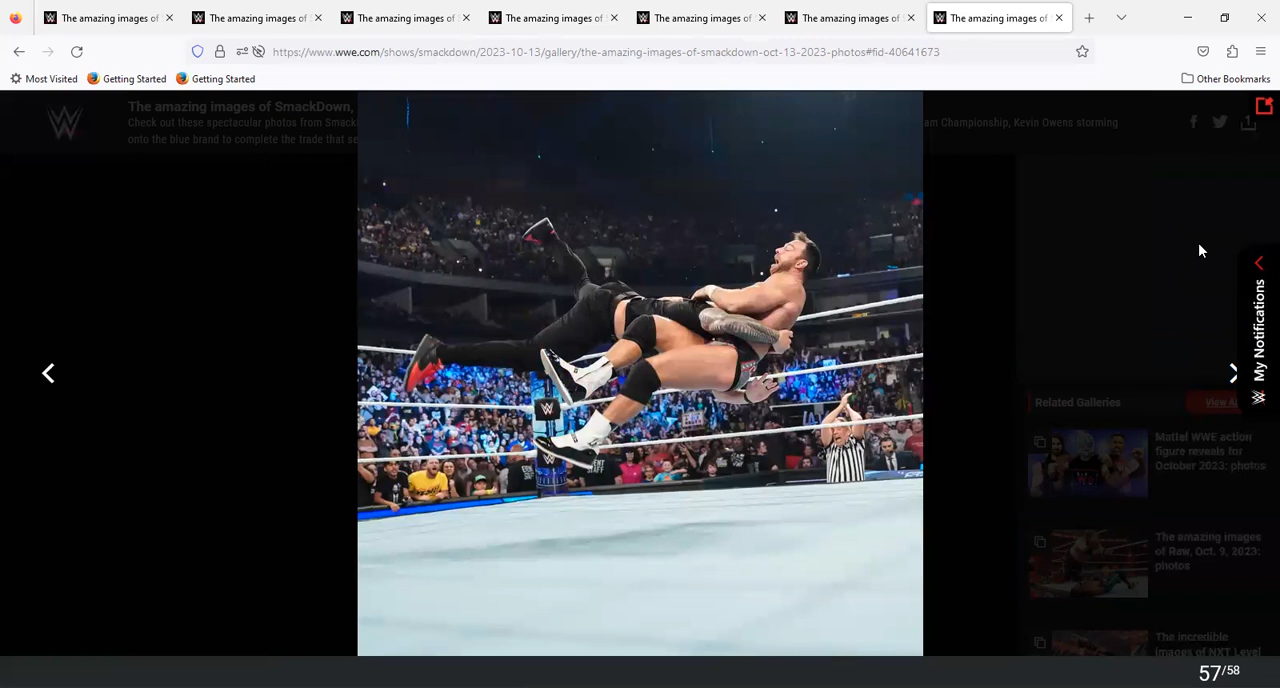 The amazing images of
The amazing images of
The amazing images of
The amazing images of
The amazing images of
The amazing images of
The amazing images of
https://www.wwe.com/shows/smackdown/2023-10-13/gallery/the-amazing-images-of-smackdown-oct-13-2023-photos#fid-40641673
Most Visited
Getting Started
Getting Started
Other Bookmarks
The amazing images of SmackDown,
Check out these spectacular photos from Smack
am Championship, Kevin Owens storming
onto the blue brand to complete the trade that se
My Notifications
Related Galleries
View A
Mattel WWE action
figure reveals for
October 2023: photos
The amazing images
of Raw, Oct. 9, 2023:
photos
The incredible
images of NXT Level
57/58